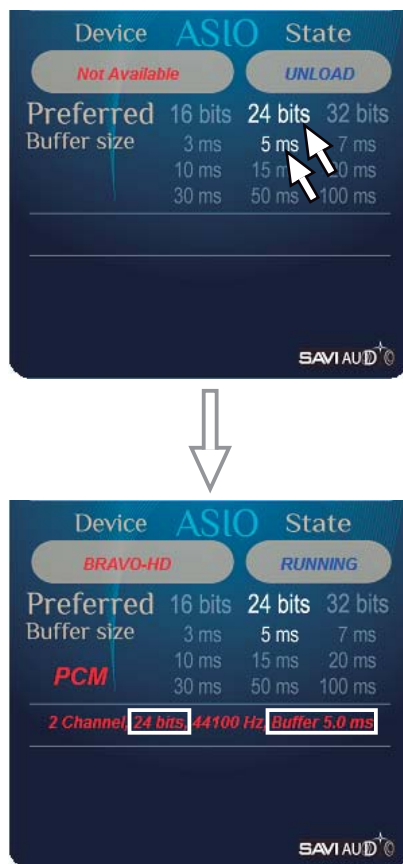 Device ASIO State
Not Available UNLOAD
Preferred 16 bits 24 bits 32 bits
Buffer size 3 ms 5 ms 7 ms
10 ms 15 ms 20 ms
30 ms 50 ms 100 ms
SAVI AUDIO
Device ASIO State
BRAVO-HD RUNNING
Preferred 16 bits 24 bits 32 bits
Buffer size 3 ms 5 ms 7 ms
10 ms 15 ms 20 ms
PCM
30 ms 50 ms 100 ms
2 Channel, 24 bits, 44100 Hz, Buffer 5.0 ms
SAVI AUDIO